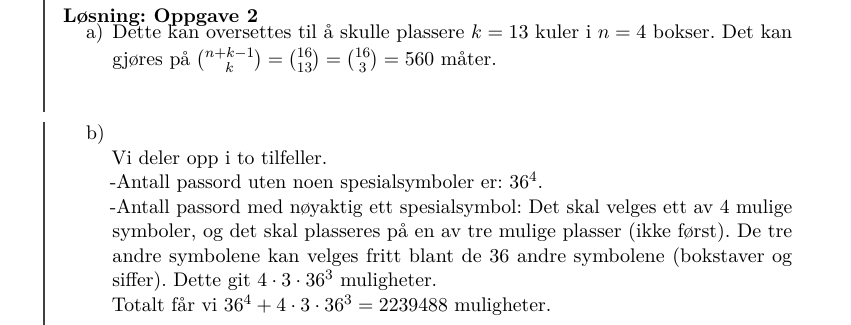 Løsning: Oppgave 2
a) Dette kan oversettes til å skulle plassere k = 13 kuler i n = 4 bokser. Det kan
gjøres på $\binom{n+k-1}{k} = \binom{16}{13} = \binom{16}{3} = 560$ måter.
b)
Vi deler opp i to tilfeller.
-Antall passord uten noen spesialsymboler er: 36⁴.
-Antall passord med nøyaktig ett spesialsymbol: Det skal velges ett av 4 mulige
symboler, og det skal plasseres på en av tre mulige plasser (ikke først). De tre
andre symbolene kan velges fritt blant de 36 andre symbolene (bokstaver og
siffer). Dette git 4 · 3 · 36³ muligheter.
Totalt får vi 36⁴ + 4 · 3 · 36³ = 2239488 muligheter.